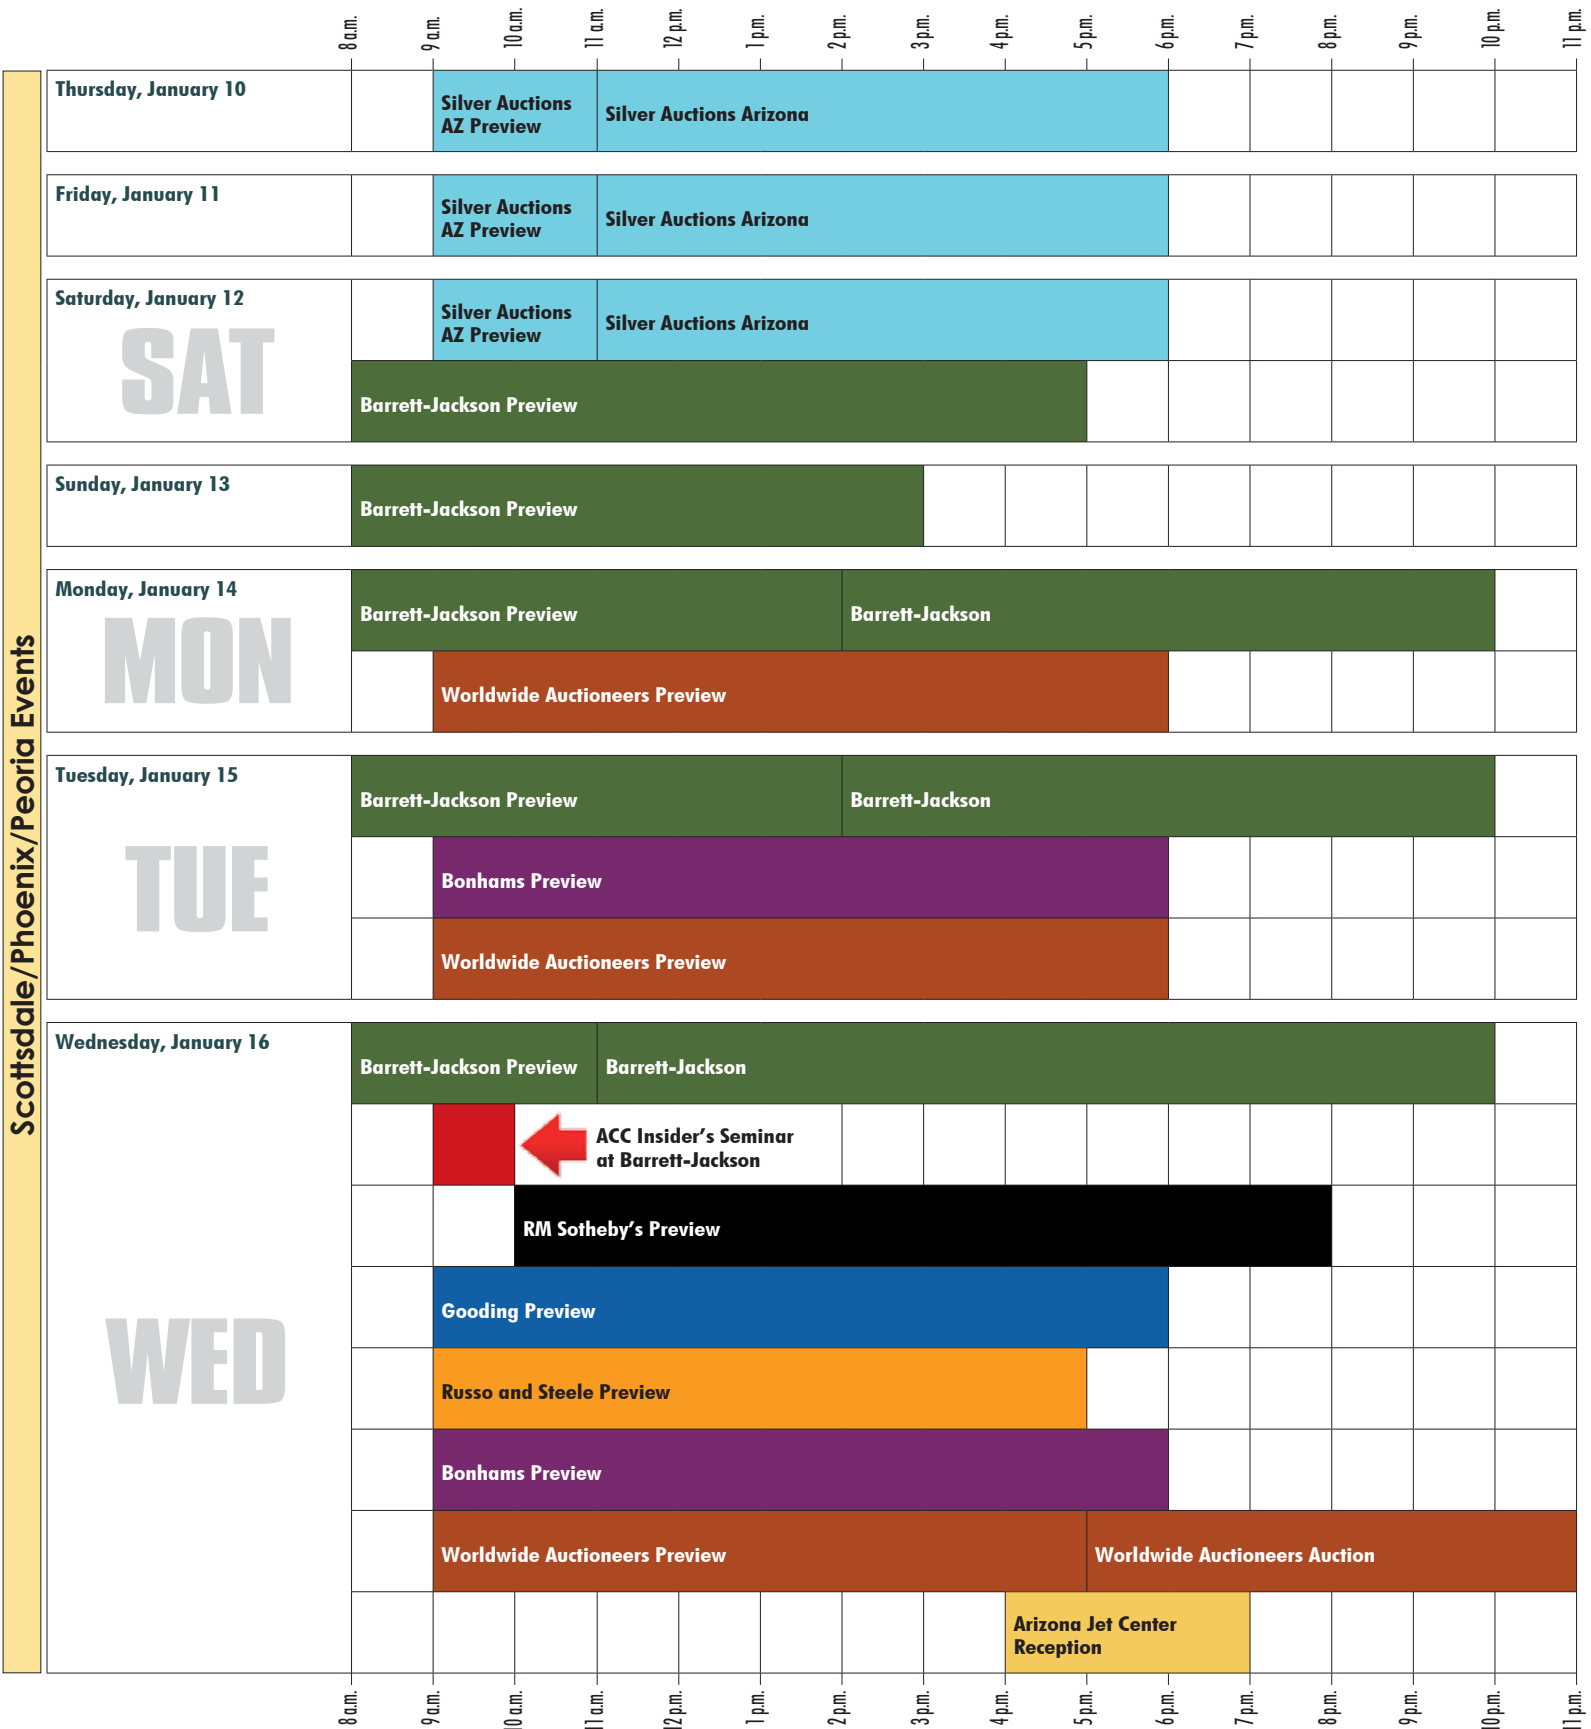 8 a.m.
9 a.m.
10 a.m.
11 a.m.
12 p.m.
1 p.m.
2 p.m.
3 p.m.
4 p.m.
5 p.m.
6 p.m.
7 p.m.
8 p.m.
9 p.m.
10 p.m.
11 p.m.
Scottsdale/Phoenix/Peoria Events
Thursday, January 10
Silver Auctions
AZ Preview
Silver Auctions Arizona
Friday, January 11
Silver Auctions
AZ Preview
Silver Auctions Arizona
Saturday, January 12
SAT
Silver Auctions
AZ Preview
Silver Auctions Arizona
Barrett-Jackson Preview
Sunday, January 13
Barrett-Jackson Preview
Monday, January 14
MON
Barrett-Jackson Preview
Barrett-Jackson
Worldwide Auctioneers Preview
Tuesday, January 15
TUE
Barrett-Jackson Preview
Barrett-Jackson
Bonhams Preview
Worldwide Auctioneers Preview
Wednesday, January 16
WED
Barrett-Jackson Preview
Barrett-Jackson
ACC Insider’s Seminar
at Barrett-Jackson
RM Sotheby’s Preview
Gooding Preview
Russo and Steele Preview
Bonhams Preview
Worldwide Auctioneers Preview
Worldwide Auctioneers Auction
Arizona Jet Center
Reception
8 a.m.
9 a.m.
10 a.m.
11 a.m.
12 p.m.
1 p.m.
2 p.m.
3 p.m.
4 p.m.
5 p.m.
6 p.m.
7 p.m.
8 p.m.
9 p.m.
10 p.m.
11 p.m.